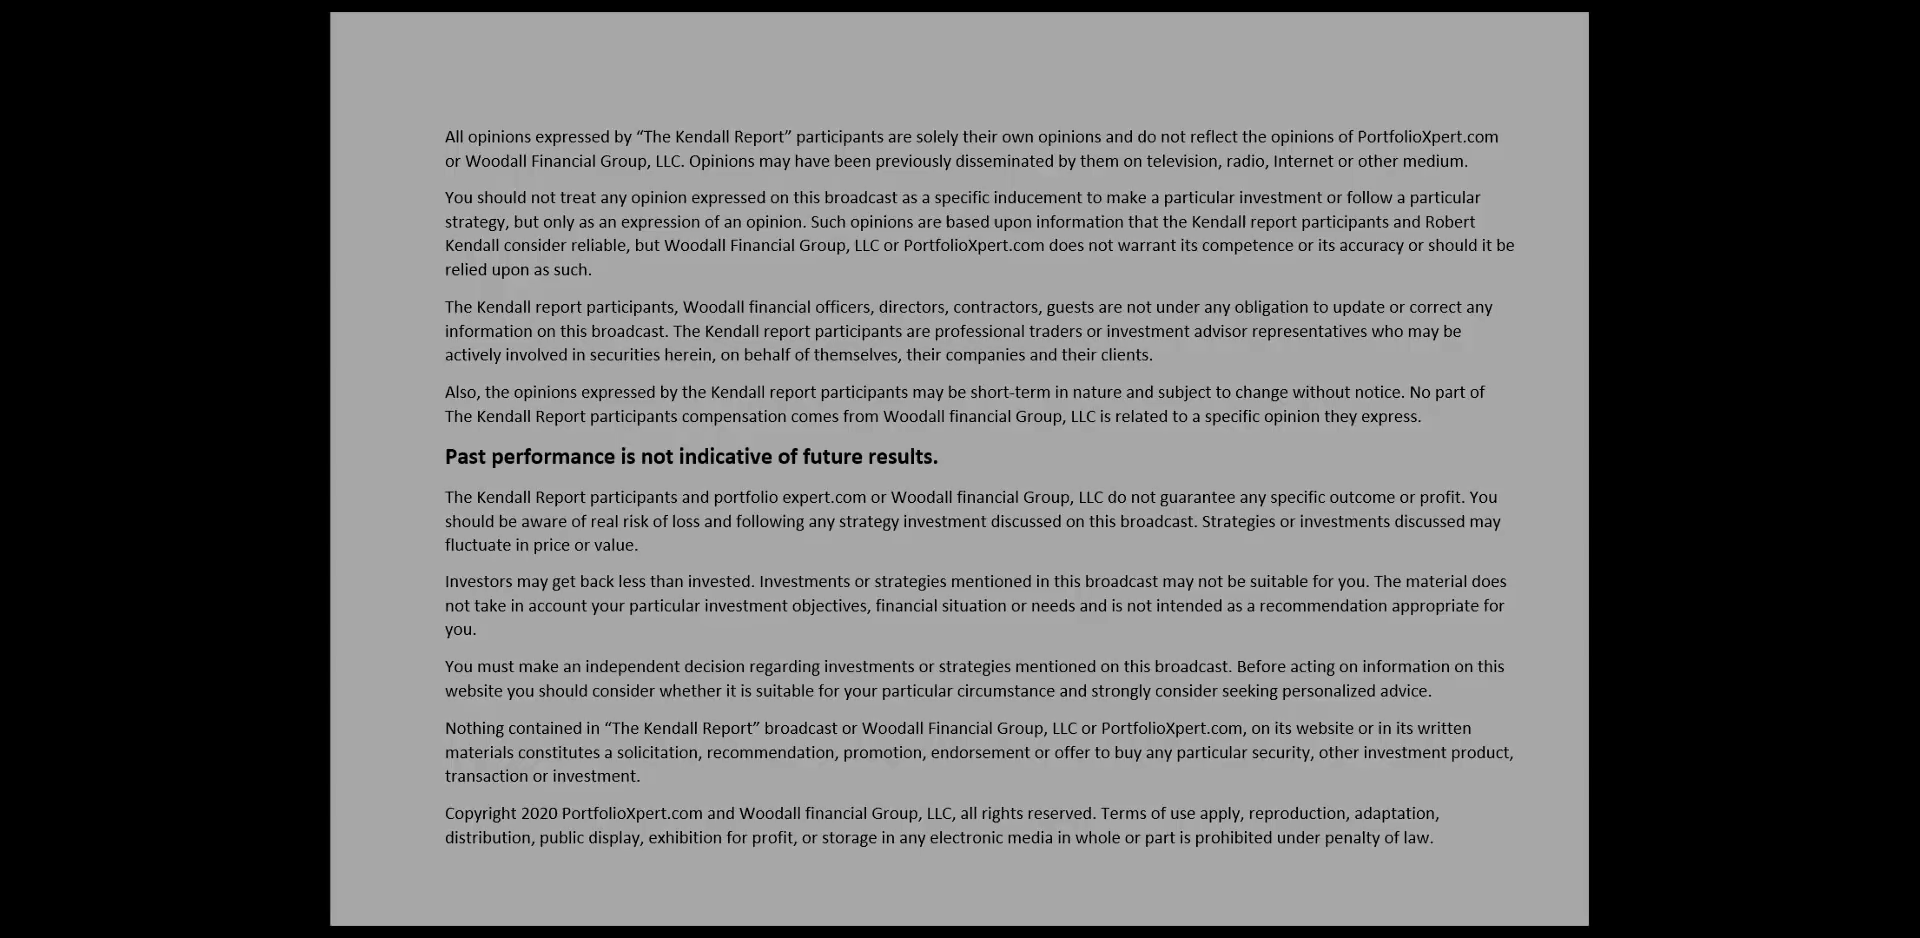 All opinions expressed by “The Kendall Report” participants are solely their own opinions and do not reflect the opinions of PortfolioXpert.com
or Woodall Financial Group, LLC. Opinions may have been previously disseminated by them on television, radio, Internet or other medium.
You should not treat any opinion expressed on this broadcast as a specific inducement to make a particular investment or follow a particular
strategy, but only as an expression of an opinion. Such opinions are based upon information that the Kendall report participants and Robert
Kendall consider reliable, but Woodall Financial Group, LLC or PortfolioXpert.com does not warrant its competence or its accuracy or should it be
relied upon as such.
The Kendall report participants, Woodall financial officers, directors, contractors, guests are not under any obligation to update or correct any
information on this broadcast. The Kendall report participants are professional traders or investment advisor representatives who may be
actively involved in securities herein, on behalf of themselves, their companies and their clients.
Also, the opinions expressed by the Kendall report participants may be short-term in nature and subject to change without notice. No part of
The Kendall Report participants compensation comes from Woodall financial Group, LLC is related to a specific opinion they express.
Past performance is not indicative of future results.
The Kendall Report participants and portfolio expert.com or Woodall financial Group, LLC do not guarantee any specific outcome or profit. You
should be aware of real risk of loss and following any strategy investment discussed on this broadcast. Strategies or investments discussed may
fluctuate in price or value.
Investors may get back less than invested. Investments or strategies mentioned in this broadcast may not be suitable for you. The material does
not take in account your particular investment objectives, financial situation or needs and is not intended as a recommendation appropriate for
you.
You must make an independent decision regarding investments or strategies mentioned on this broadcast. Before acting on information on this
website you should consider whether it is suitable for your particular circumstance and strongly consider seeking personalized advice.
Nothing contained in “The Kendall Report” broadcast or Woodall Financial Group, LLC or PortfolioXpert.com, on its website or in its written
materials constitutes a solicitation, recommendation, promotion, endorsement or offer to buy any particular security, other investment product,
transaction or investment.
Copyright 2020 PortfolioXpert.com and Woodall financial Group, LLC, all rights reserved. Terms of use apply, reproduction, adaptation,
distribution, public display, exhibition for profit, or storage in any electronic media in whole or part is prohibited under penalty of law.